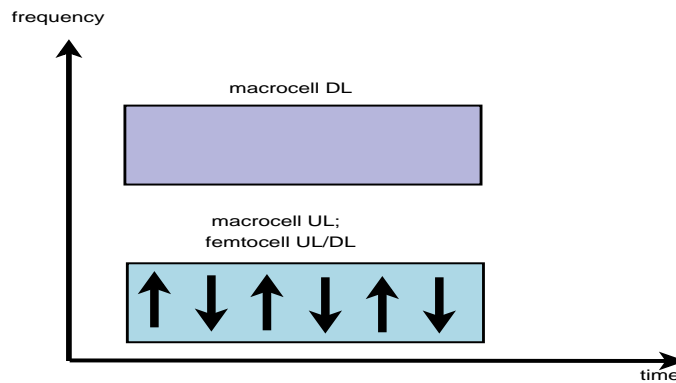 frequency
macrocell DL
macrocell UL;
femtocell UL/DL
time